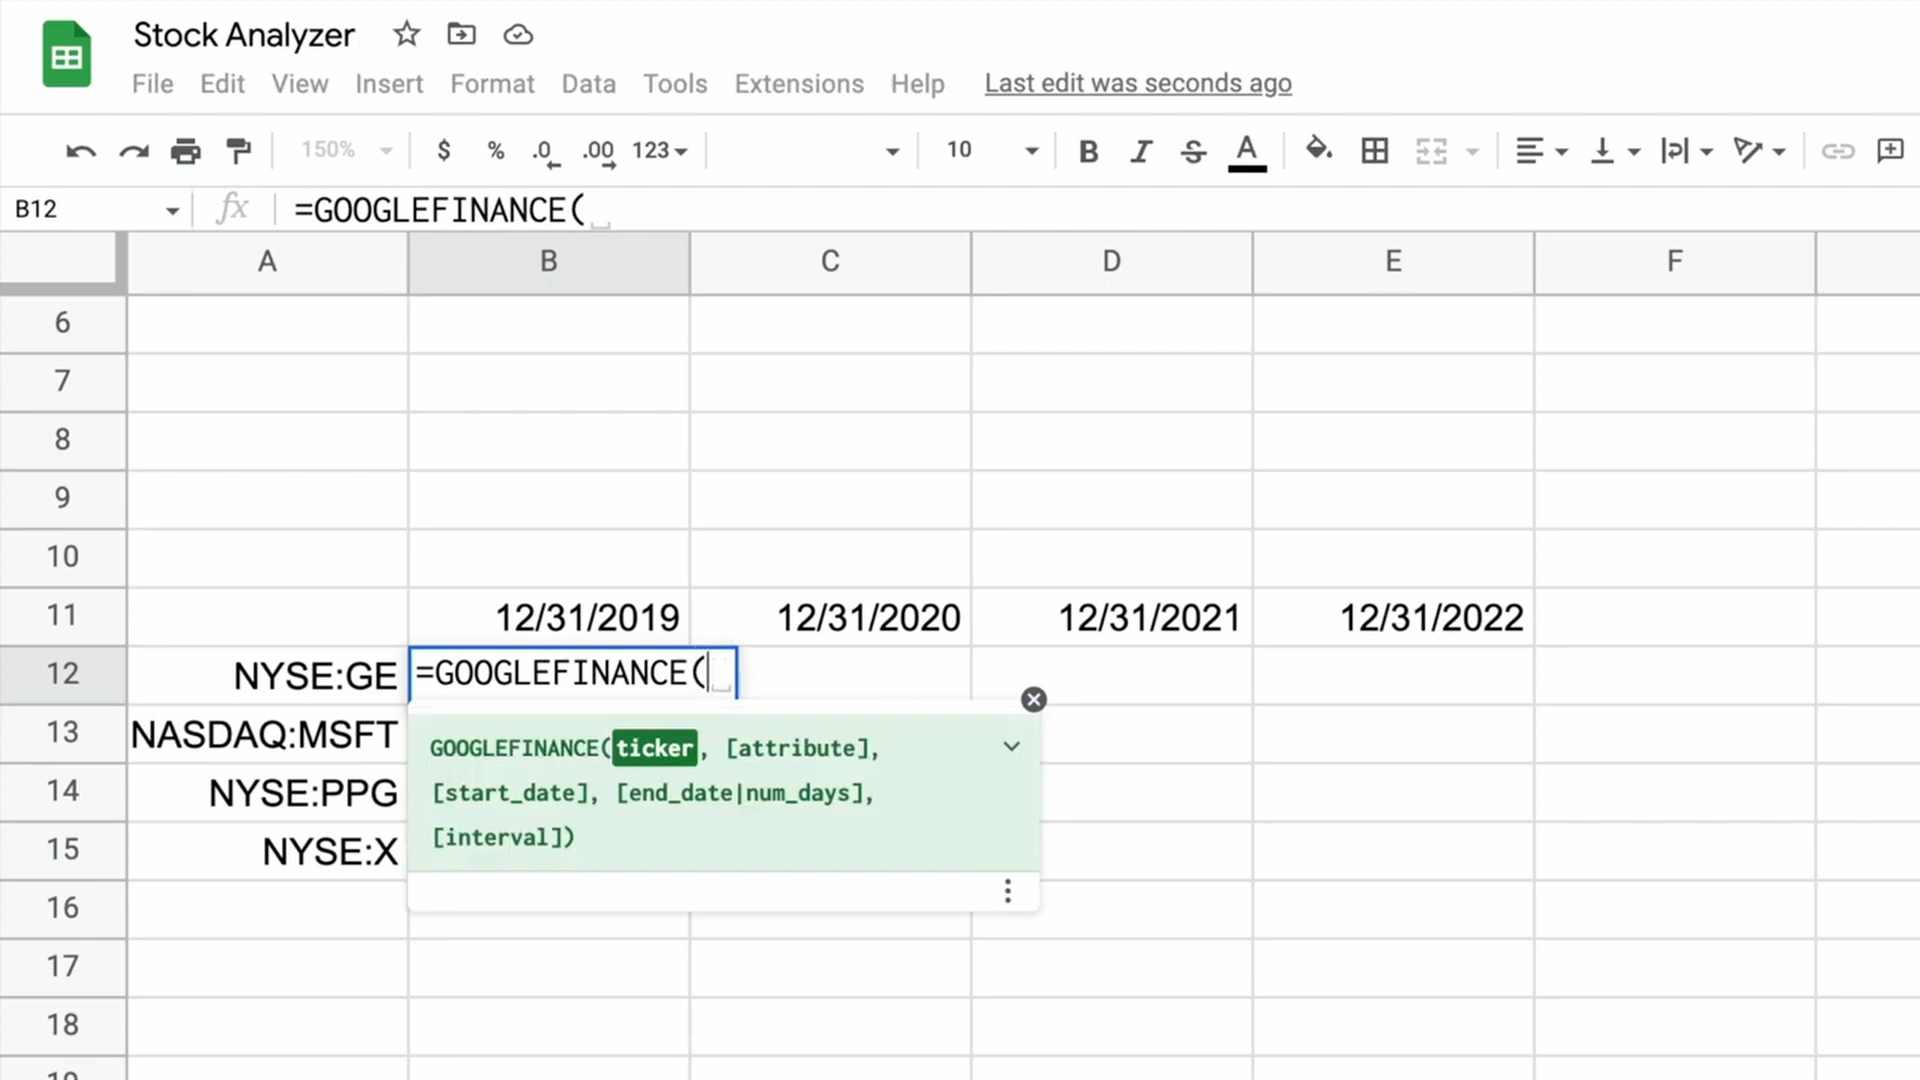 Stock Analyzer
File Edit View Insert Format Data Tools Extensions Help Last edit was seconds ago
150% $ % .0 .00 123 10 B I S A
B12 fx =GOOGLEFINANCE(
A B C D E F
6
7
8
9
10
11 12/31/2019 12/31/2020 12/31/2021 12/31/2022
12 NYSE:GE =GOOGLEFINANCE(
13 NASDAQ:MSFT GOOGLEFINANCE(ticker, [attribute],
14 NYSE:PPG [start_date], [end_date|num_days],
15 NYSE:X [interval])
16
17
18